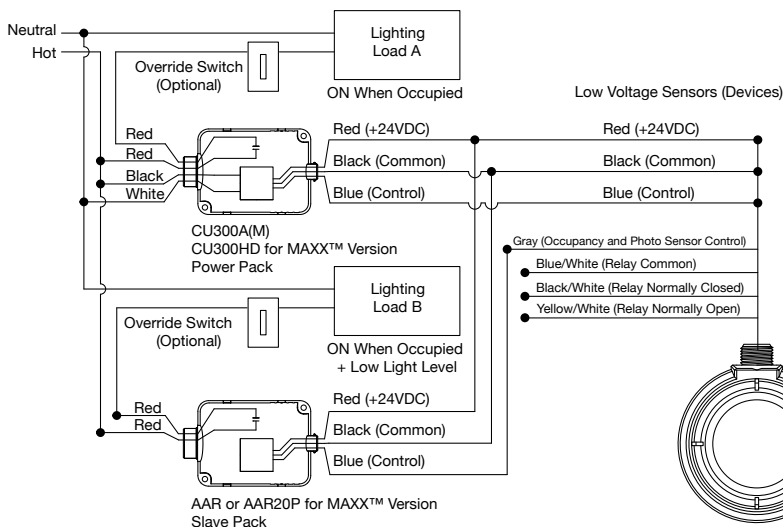 Neutral
Hot
Lighting
Load A
Override Switch
(Optional)
ON When Occupied
Low Voltage Sensors (Devices)
Red
Red
Black
White
Red (+24VDC)
Black (Common)
Blue (Control)
Red (+24VDC)
Black (Common)
Blue (Control)
CU300A(M)
CU300HD for MAXX™ Version
Power Pack
Gray (Occupancy and Photo Sensor Control)
Blue/White (Relay Common)
Black/White (Relay Normally Closed)
Yellow/White (Relay Normally Open)
Lighting
Load B
Override Switch
(Optional)
ON When Occupied
+ Low Light Level
Red
Red
Red (+24VDC)
Black (Common)
Blue (Control)
AAR or AAR20P for MAXX™ Version
Slave Pack